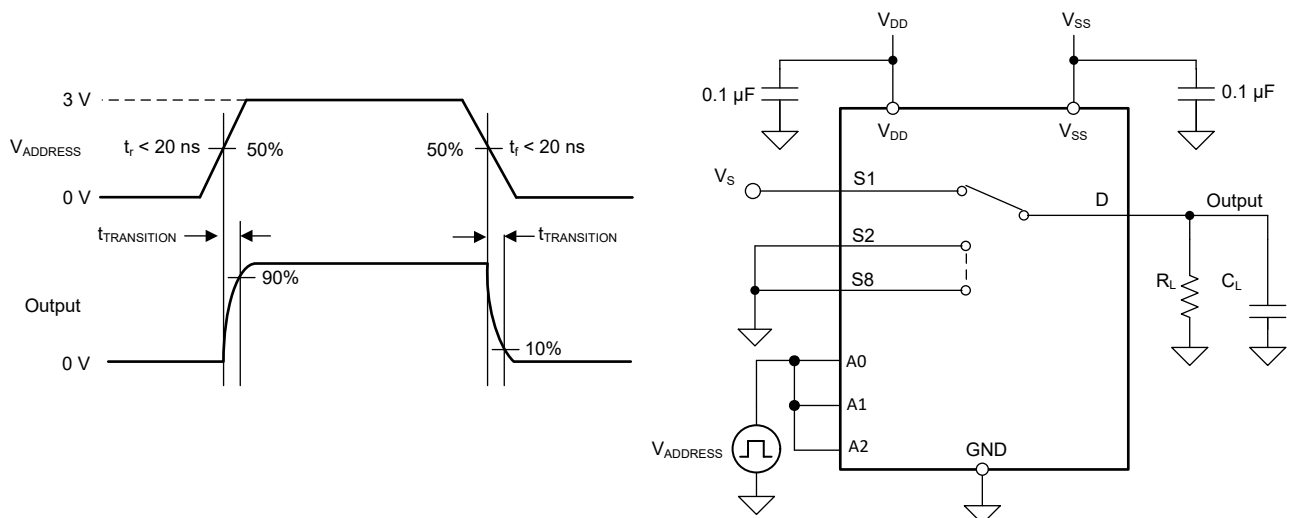 3 V
V_ADDRESS
t_r < 20 ns
50%
50%
t_f < 20 ns
0 V
t_TRANSITION
t_TRANSITION
90%
Output
0 V
10%
V_DD
V_SS
0.1 µF
0.1 µF
V_DD
V_SS
V_S
S1
D
Output
S2
S8
R_L
C_L
A0
A1
A2
V_ADDRESS
GND